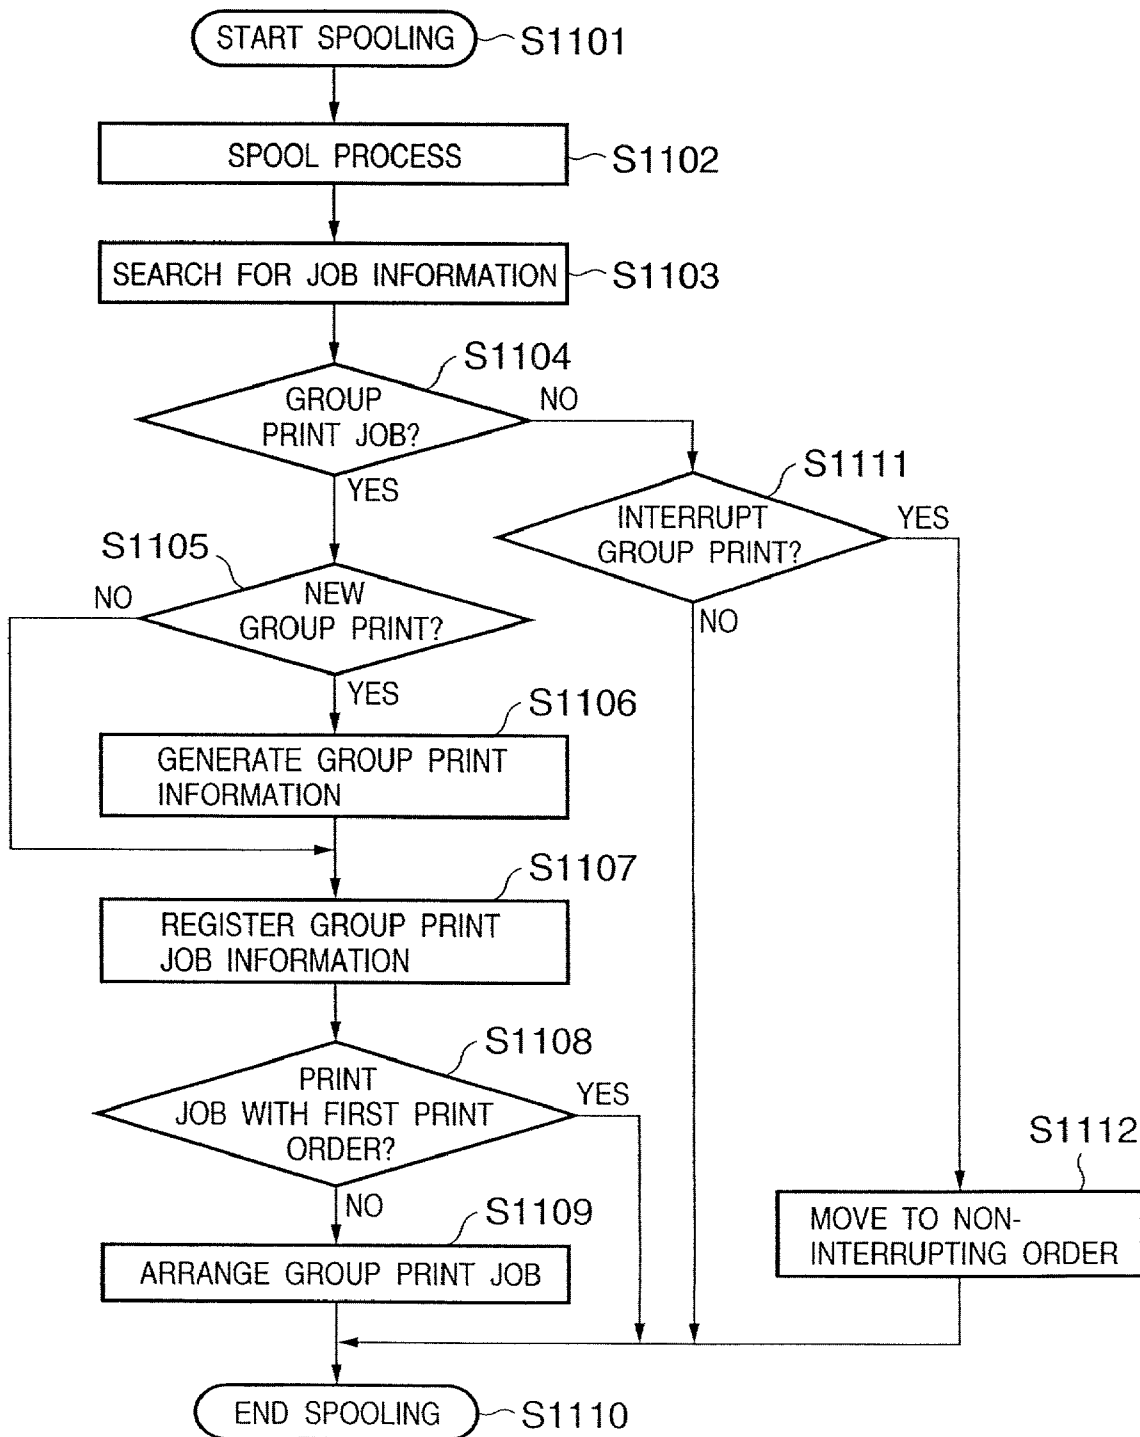 START SPOOLING
S1101
SPOOL PROCESS
S1102
SEARCH FOR JOB INFORMATION
S1103
S1104
GROUP
PRINT JOB?
NO
YES
S1111
INTERRUPT
GROUP PRINT?
YES
NO
S1105
NEW
GROUP PRINT?
NO
YES
S1106
GENERATE GROUP PRINT
INFORMATION
S1107
REGISTER GROUP PRINT
JOB INFORMATION
S1108
PRINT
JOB WITH FIRST PRINT
ORDER?
YES
NO
S1109
ARRANGE GROUP PRINT JOB
S1112
MOVE TO NON-
INTERRUPTING ORDER
END SPOOLING
S1110